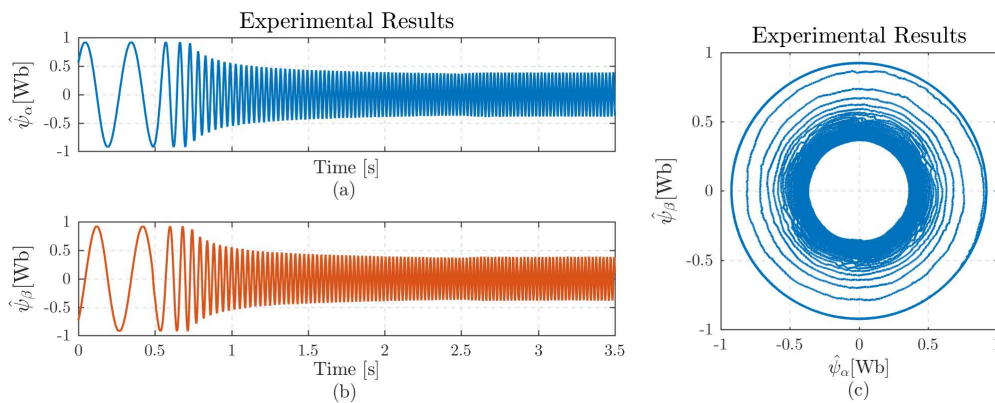 Experimental Results
1
0.5
0
-0.5
-1
ψ̂α[Wb]
Time [s]
(a)
1
0.5
0
-0.5
-1
ψ̂β[Wb]
0 0.5 1 1.5 2 2.5 3 3.5
Time [s]
(b)
Experimental Results
1
0.5
0
-0.5
-1
ψ̂β[Wb]
-1 -0.5 0 0.5 1
ψ̂α[Wb]
(c)